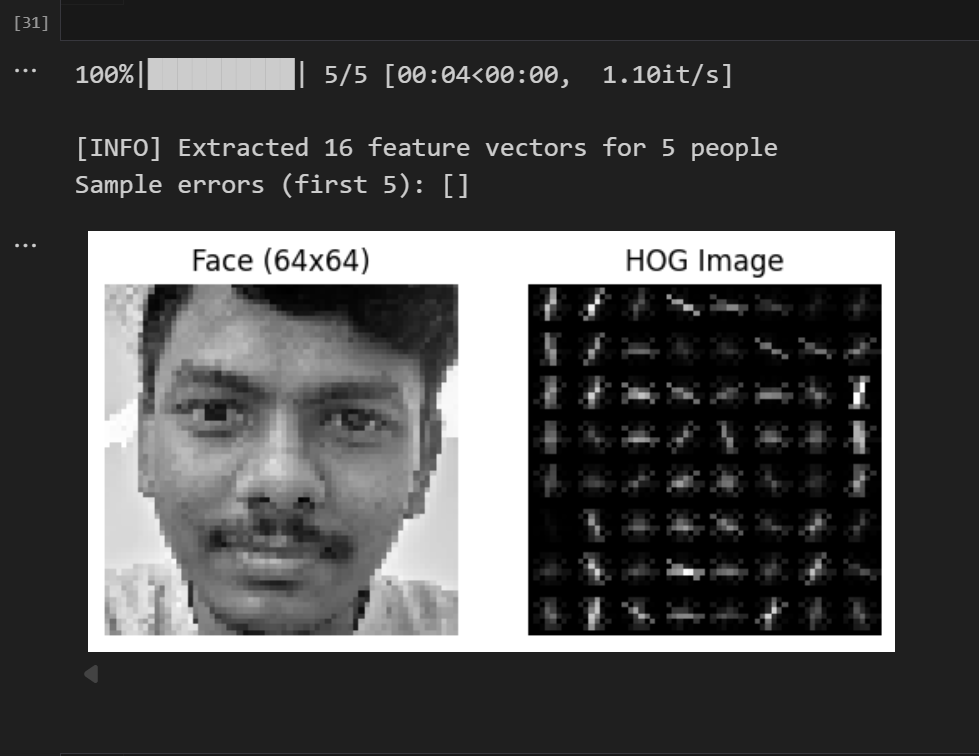 [31]
...
100%|██████████| 5/5 [00:04<00:00,  1.10it/s]
[INFO] Extracted 16 feature vectors for 5 people
Sample errors (first 5): []
...
Face (64x64)
HOG Image